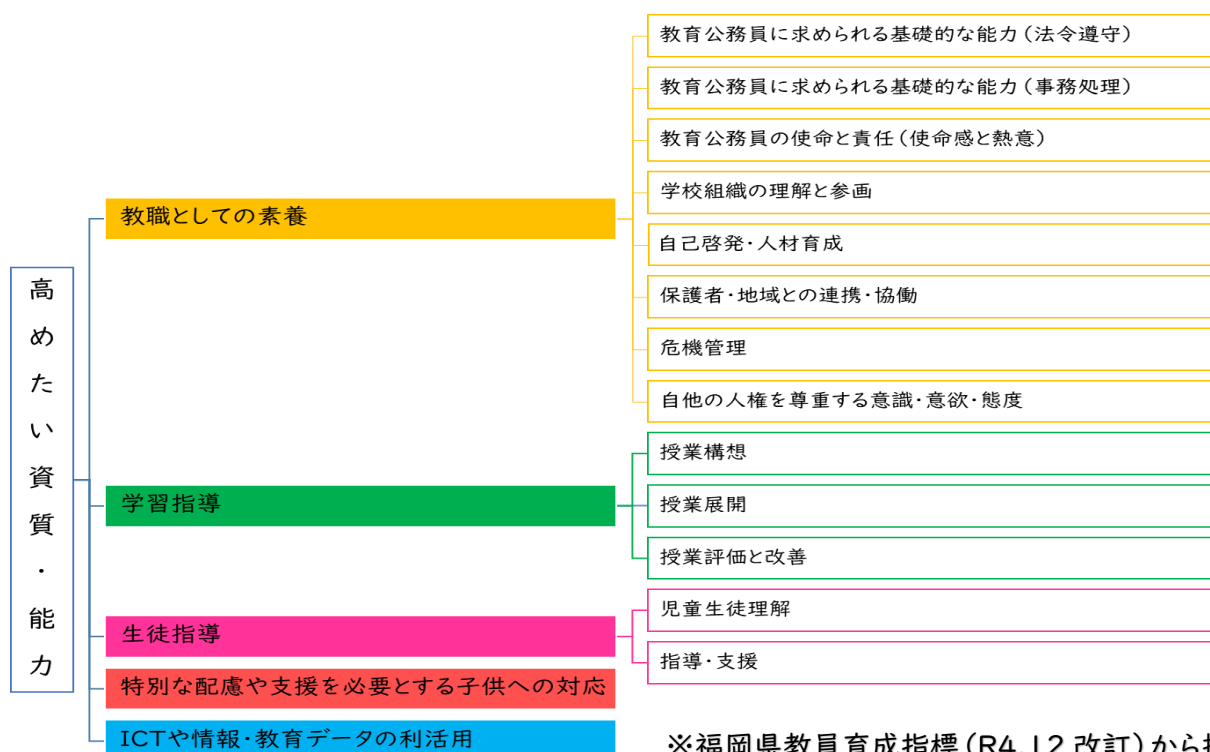 高めたい資質・能力
教職としての素養
教育公務員に求められる基礎的な能力(法令遵守)
教育公務員に求められる基礎的な能力(事務処理)
教育公務員の使命と責任(使命感と熱意)
学校組織の理解と参画
自己啓発・人材育成
保護者・地域との連携・協働
危機管理
自他の人権を尊重する意識・意欲・態度
学習指導
授業構想
授業展開
授業評価と改善
生徒指導
児童生徒理解
指導・支援
特別な配慮や支援を必要とする子供への対応
ICTや情報・教育データの利活用
※福岡県教員育成指標(R4.12改訂)から